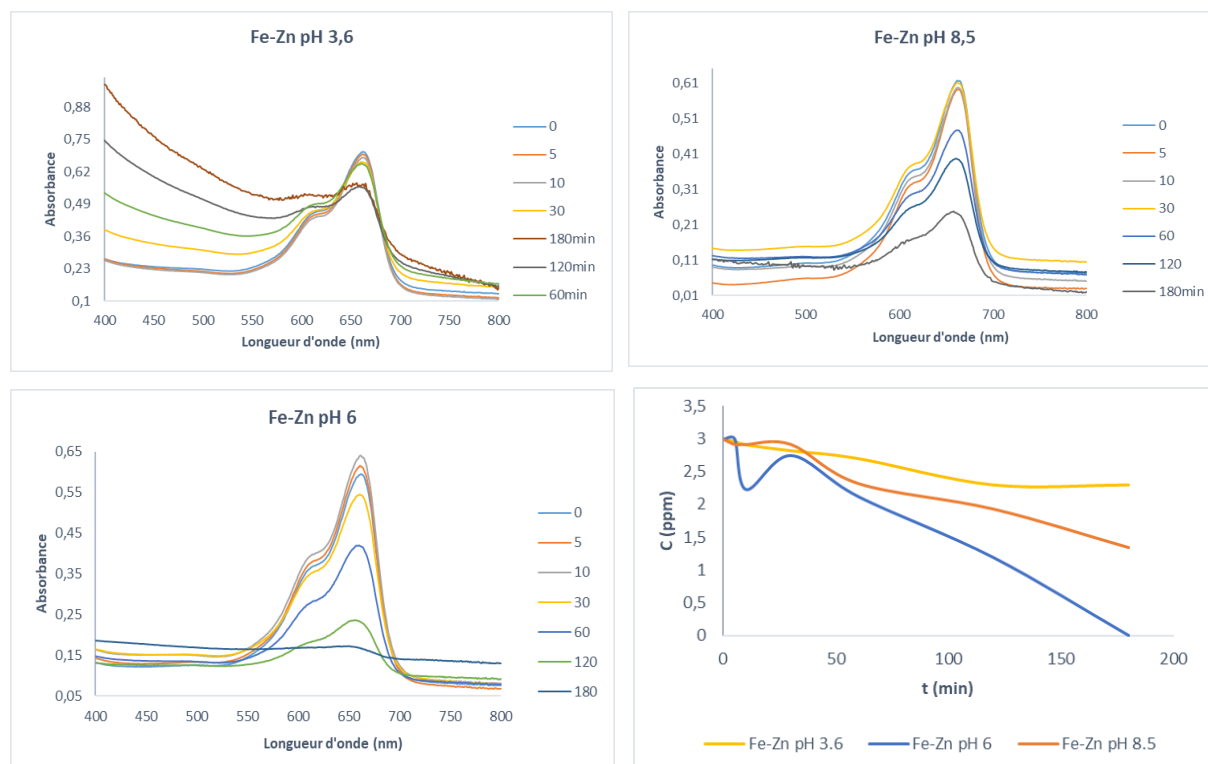 Fe-Zn pH 3,6
0,88
0,75
0,62
0,49
0,36
0,23
0,1
Absorbance
400 450 500 550 600 650 700 750 800
Longueur d'onde (nm)
0
5
10
30
180min
120min
60min
Fe-Zn pH 8,5
0,61
0,51
0,41
0,31
0,21
0,11
0,01
Absorbance
400 500 600 700 800
Longueur d'onde (nm)
0
5
10
30
60
120
180min
Fe-Zn pH 6
0,65
0,55
0,45
0,35
0,25
0,15
0,05
Absorbance
400 450 500 550 600 650 700 750 800
Longueur d'onde (nm)
0
5
10
30
60
120
180
3,5
3
2,5
2
1,5
1
0,5
0
C (ppm)
0 50 100 150 200
t (min)
Fe-Zn pH 3.6 Fe-Zn pH 6 Fe-Zn pH 8.5